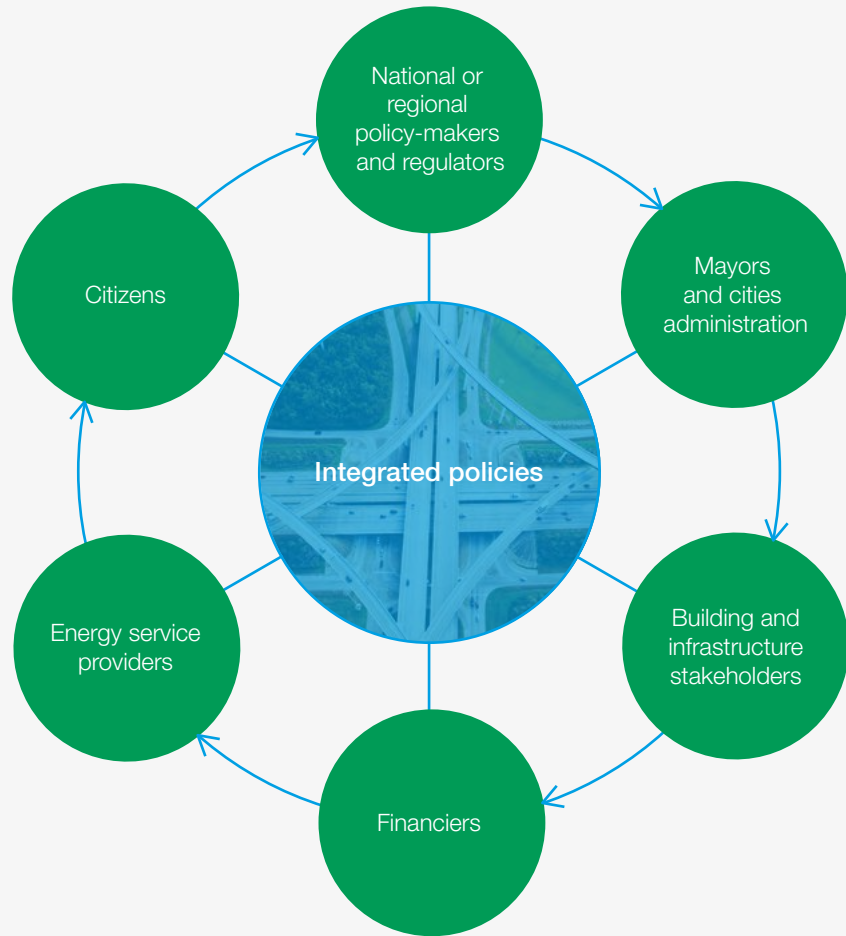 National or
regional
policy-makers
and regulators
Mayors
and cities
administration
Building and
infrastructure
stakeholders
Financiers
Energy service
providers
Citizens
Integrated policies